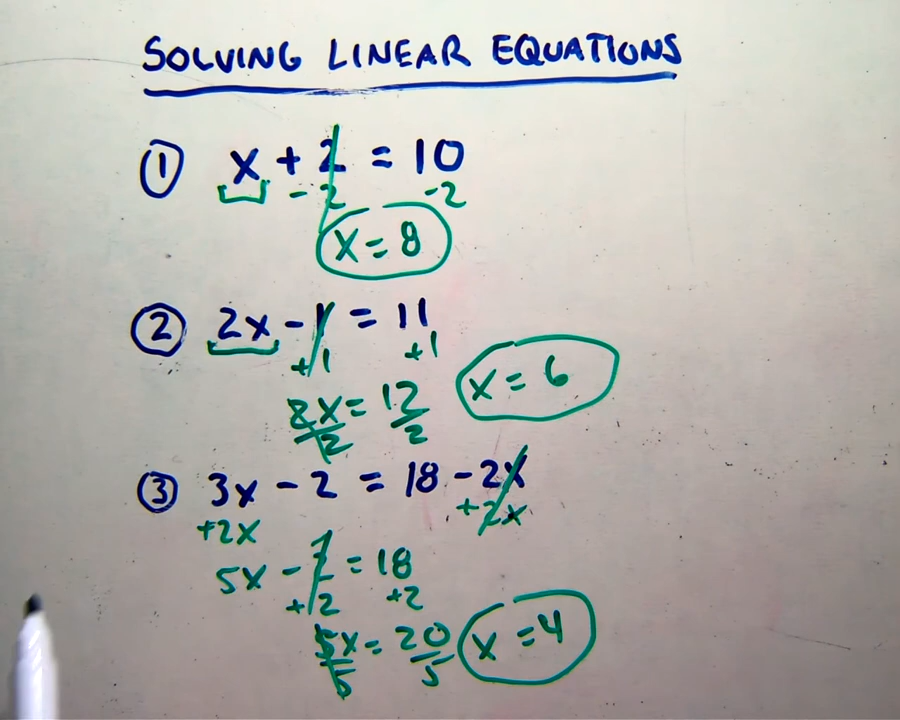 SOLVING LINEAR EQUATIONS
① x + 2 = 10
- 2 -2
x = 8
② 2x - 1 = 11
+1 +1
2x = 12
2 2
x = 6
③ 3x - 2 = 18 - 2x
+2x +2x
5x - 2 = 18
+2 +2
5x = 20
5 5
x = 4